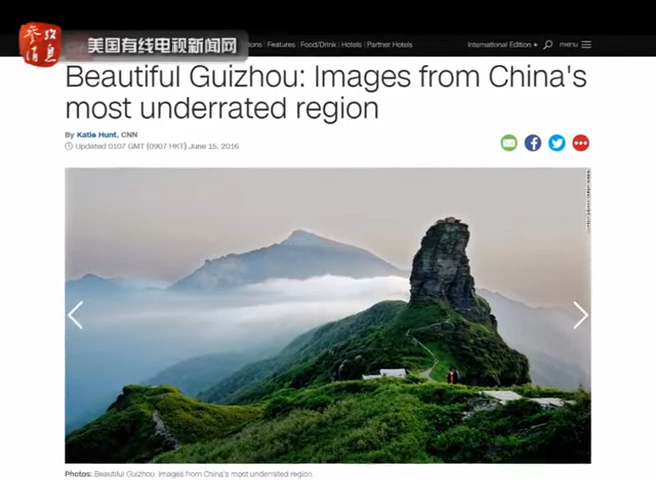 参考消息
美国有线电视新闻网
ions Features Food/Drink Hotels Partner Hotels
International Edition +
menu
Beautiful Guizhou: Images from China's
most underrated region
By Katie Hunt, CNN
Updated 0107 GMT (0907 HKT) June 15, 2016
Photos: Beautiful Guizhou: Images from China's most underrated region